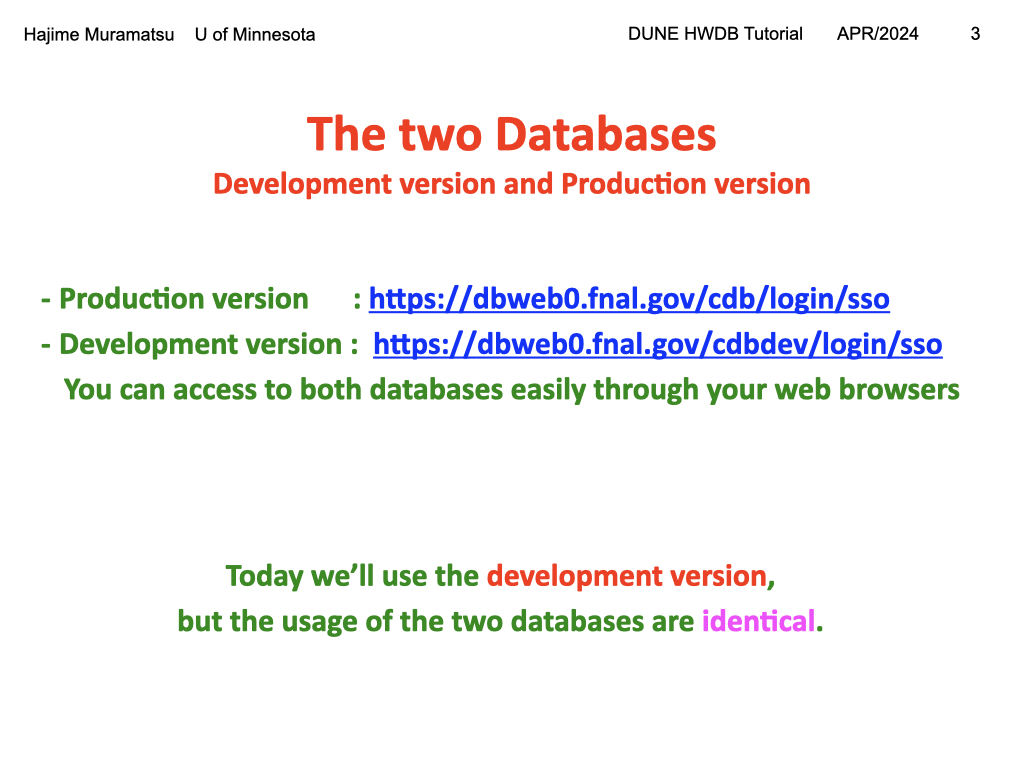 Hajime Muramatsu U of Minnesota DUNE HWDB Tutorial APR/2024 3
The two Databases
Development version and Production version
- Production version : https://dbweb0.fnal.gov/cdb/login/sso
- Development version : https://dbweb0.fnal.gov/cdbdev/login/sso
You can access to both databases easily through your web browsers
Today we’ll use the development version,
but the usage of the two databases are identical.